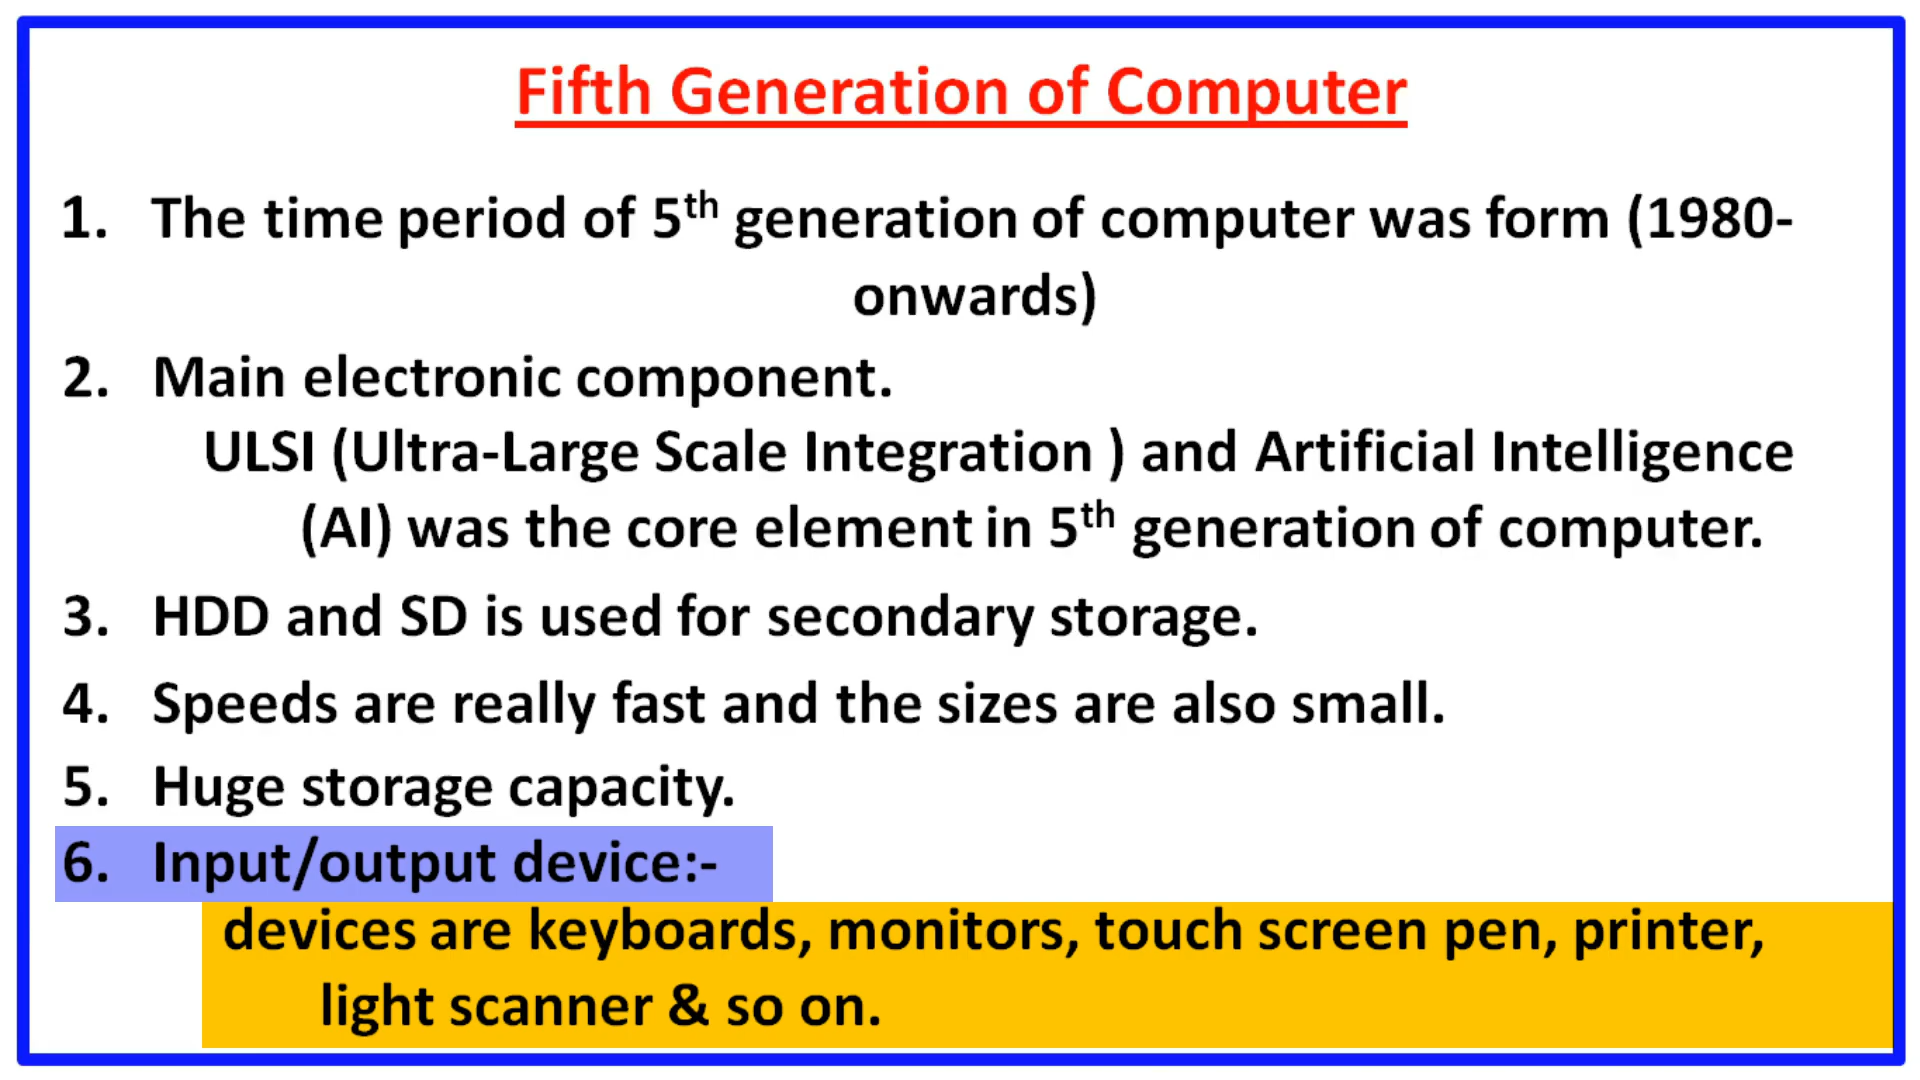 Fifth Generation of Computer
1. The time period of 5th generation of computer was form (1980-
onwards)
2. Main electronic component.
ULSI (Ultra-Large Scale Integration ) and Artificial Intelligence
(AI) was the core element in 5th generation of computer.
3. HDD and SD is used for secondary storage.
4. Speeds are really fast and the sizes are also small.
5. Huge storage capacity.
6. Input/output device:-
devices are keyboards, monitors, touch screen pen, printer,
light scanner & so on.